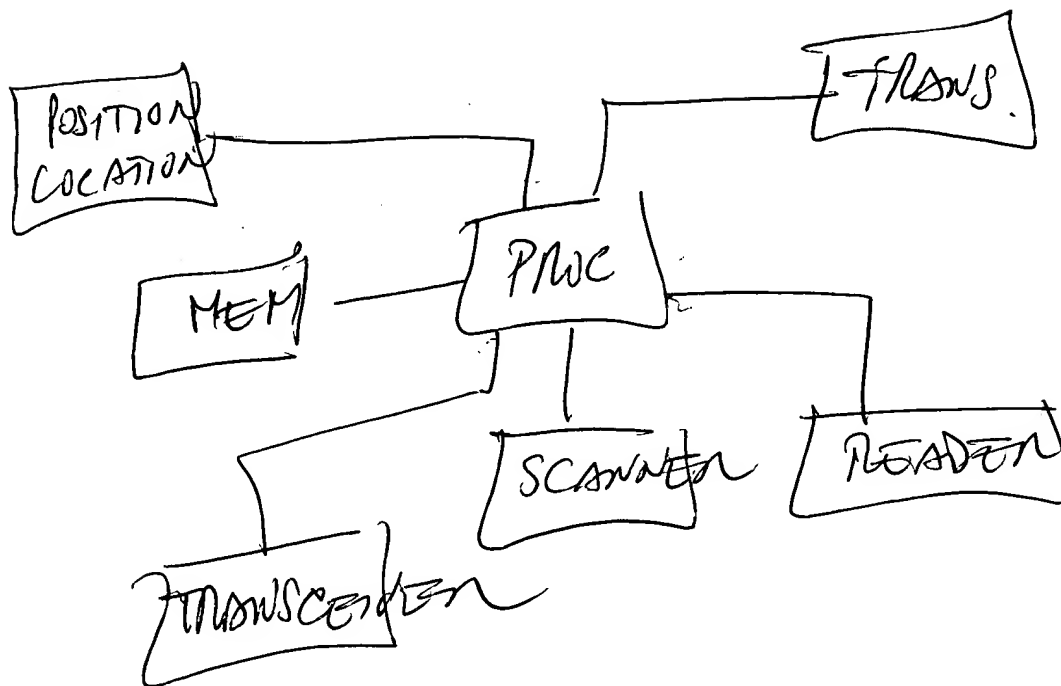 TRANS.
POSITION
LOCATION
PROC
MEM
SCANNER
READER
TRANSCEIVER